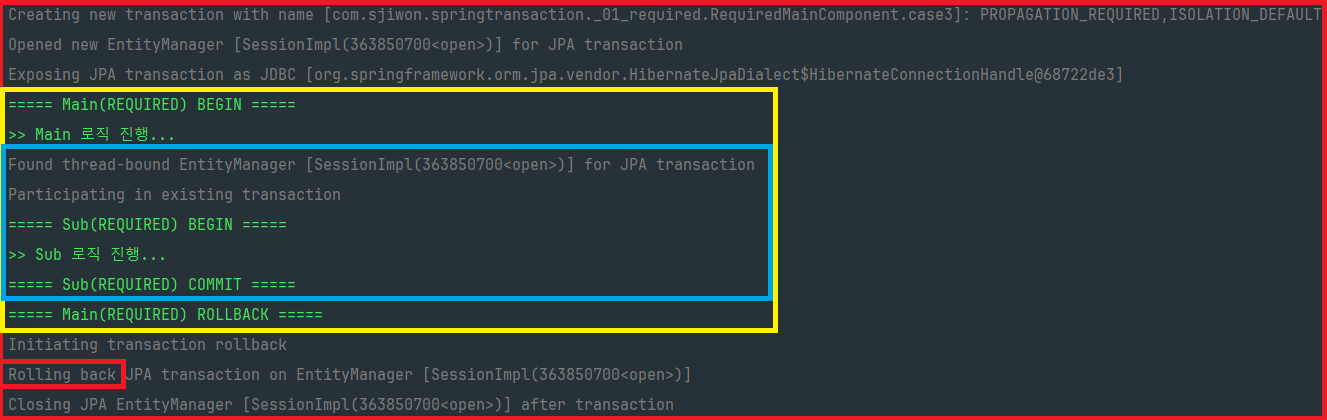 Creating new transaction with name [com.sjiwon.springtransaction._01_required.RequiredMainComponent.case3]: PROPAGATION_REQUIRED,ISOLATION_DEFAULT
Opened new EntityManager [SessionImpl(363850700<open>)] for JPA transaction
Exposing JPA transaction as JDBC [org.springframework.orm.jpa.vendor.HibernateJpaDialect$HibernateConnectionHandle@68722de3]
===== Main(REQUIRED) BEGIN =====
>> Main 로직 진행...
Found thread-bound EntityManager [SessionImpl(363850700<open>)] for JPA transaction
Participating in existing transaction
===== Sub(REQUIRED) BEGIN =====
>> Sub 로직 진행...
===== Sub(REQUIRED) COMMIT =====
===== Main(REQUIRED) ROLLBACK =====
Initiating transaction rollback
Rolling back JPA transaction on EntityManager [SessionImpl(363850700<open>)]
Closing JPA EntityManager [SessionImpl(363850700<open>)] after transaction